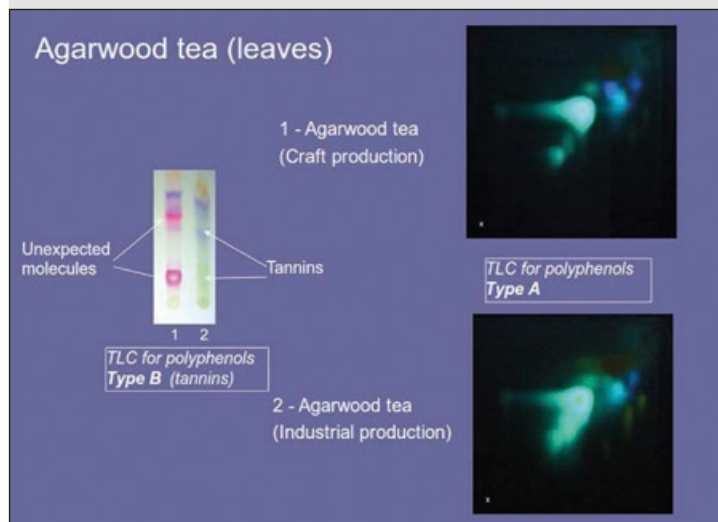 Agarwood tea (leaves)
1 - Agarwood tea
(Craft production)
Unexpected
molecules
Tannins
1 2
TLC for polyphenols
Type B (tannins)
TLC for polyphenols
Type A
2 - Agarwood tea
(Industrial production)
x
x